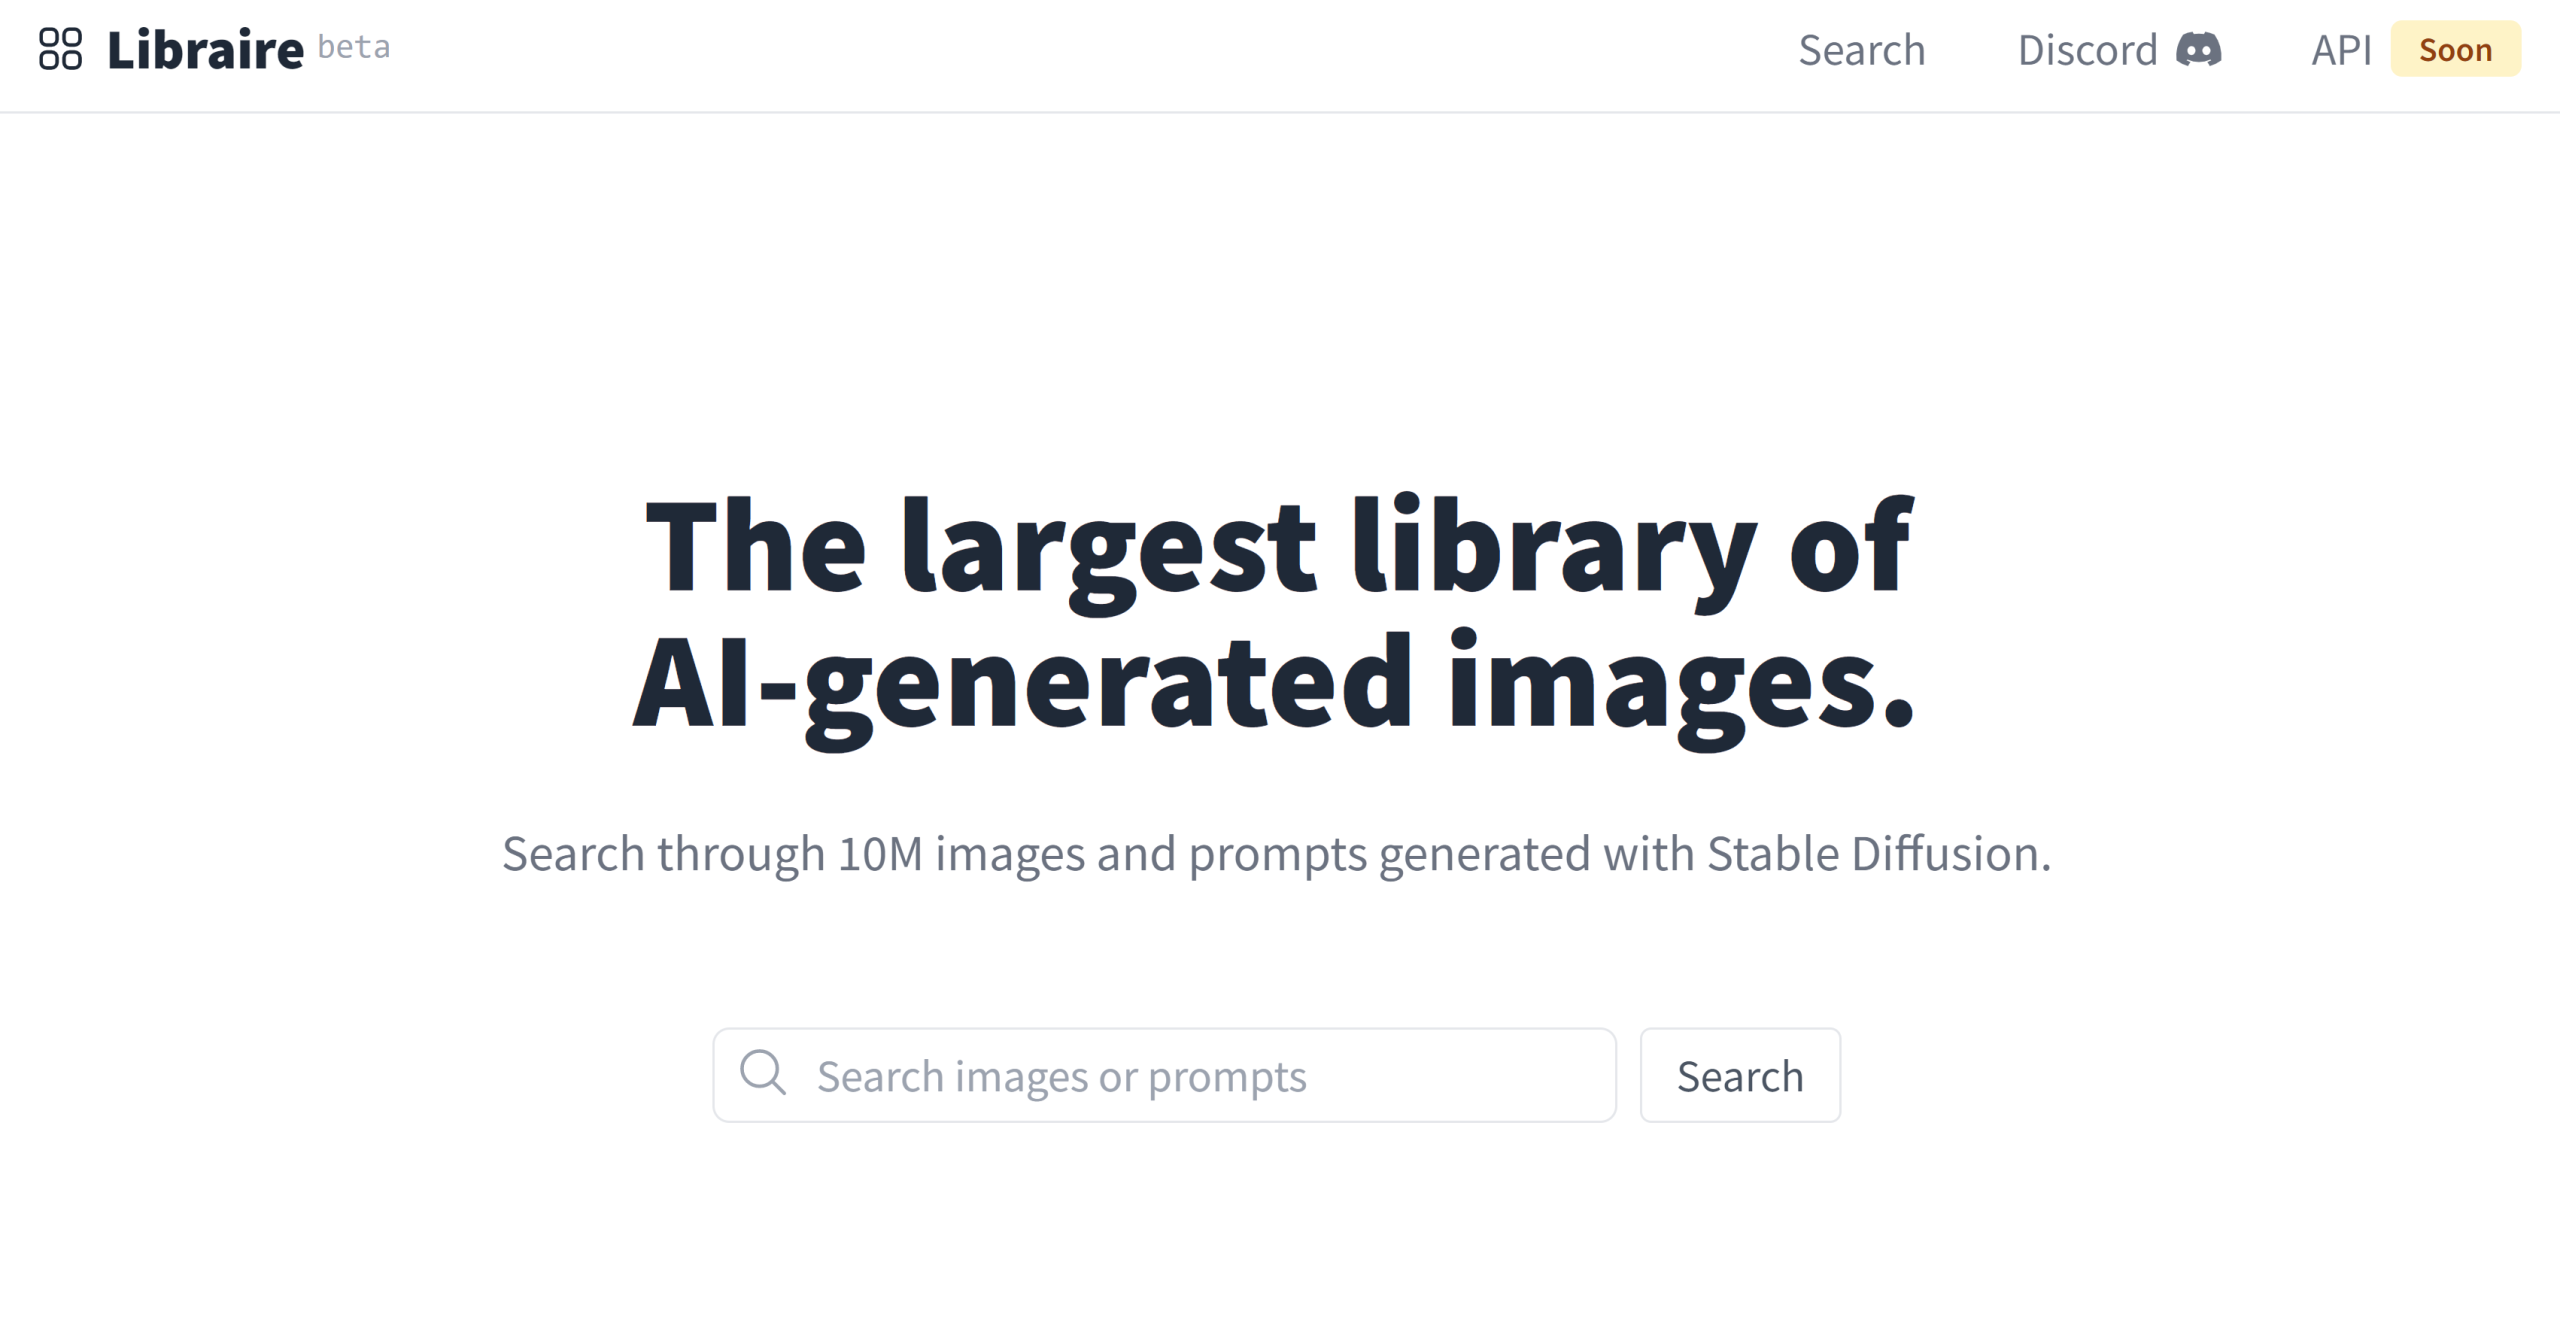 Libraire beta
Search
Discord
API
Soon
The largest library of
AI-generated images.
Search through 10M images and prompts generated with Stable Diffusion.
Search images or prompts
Search